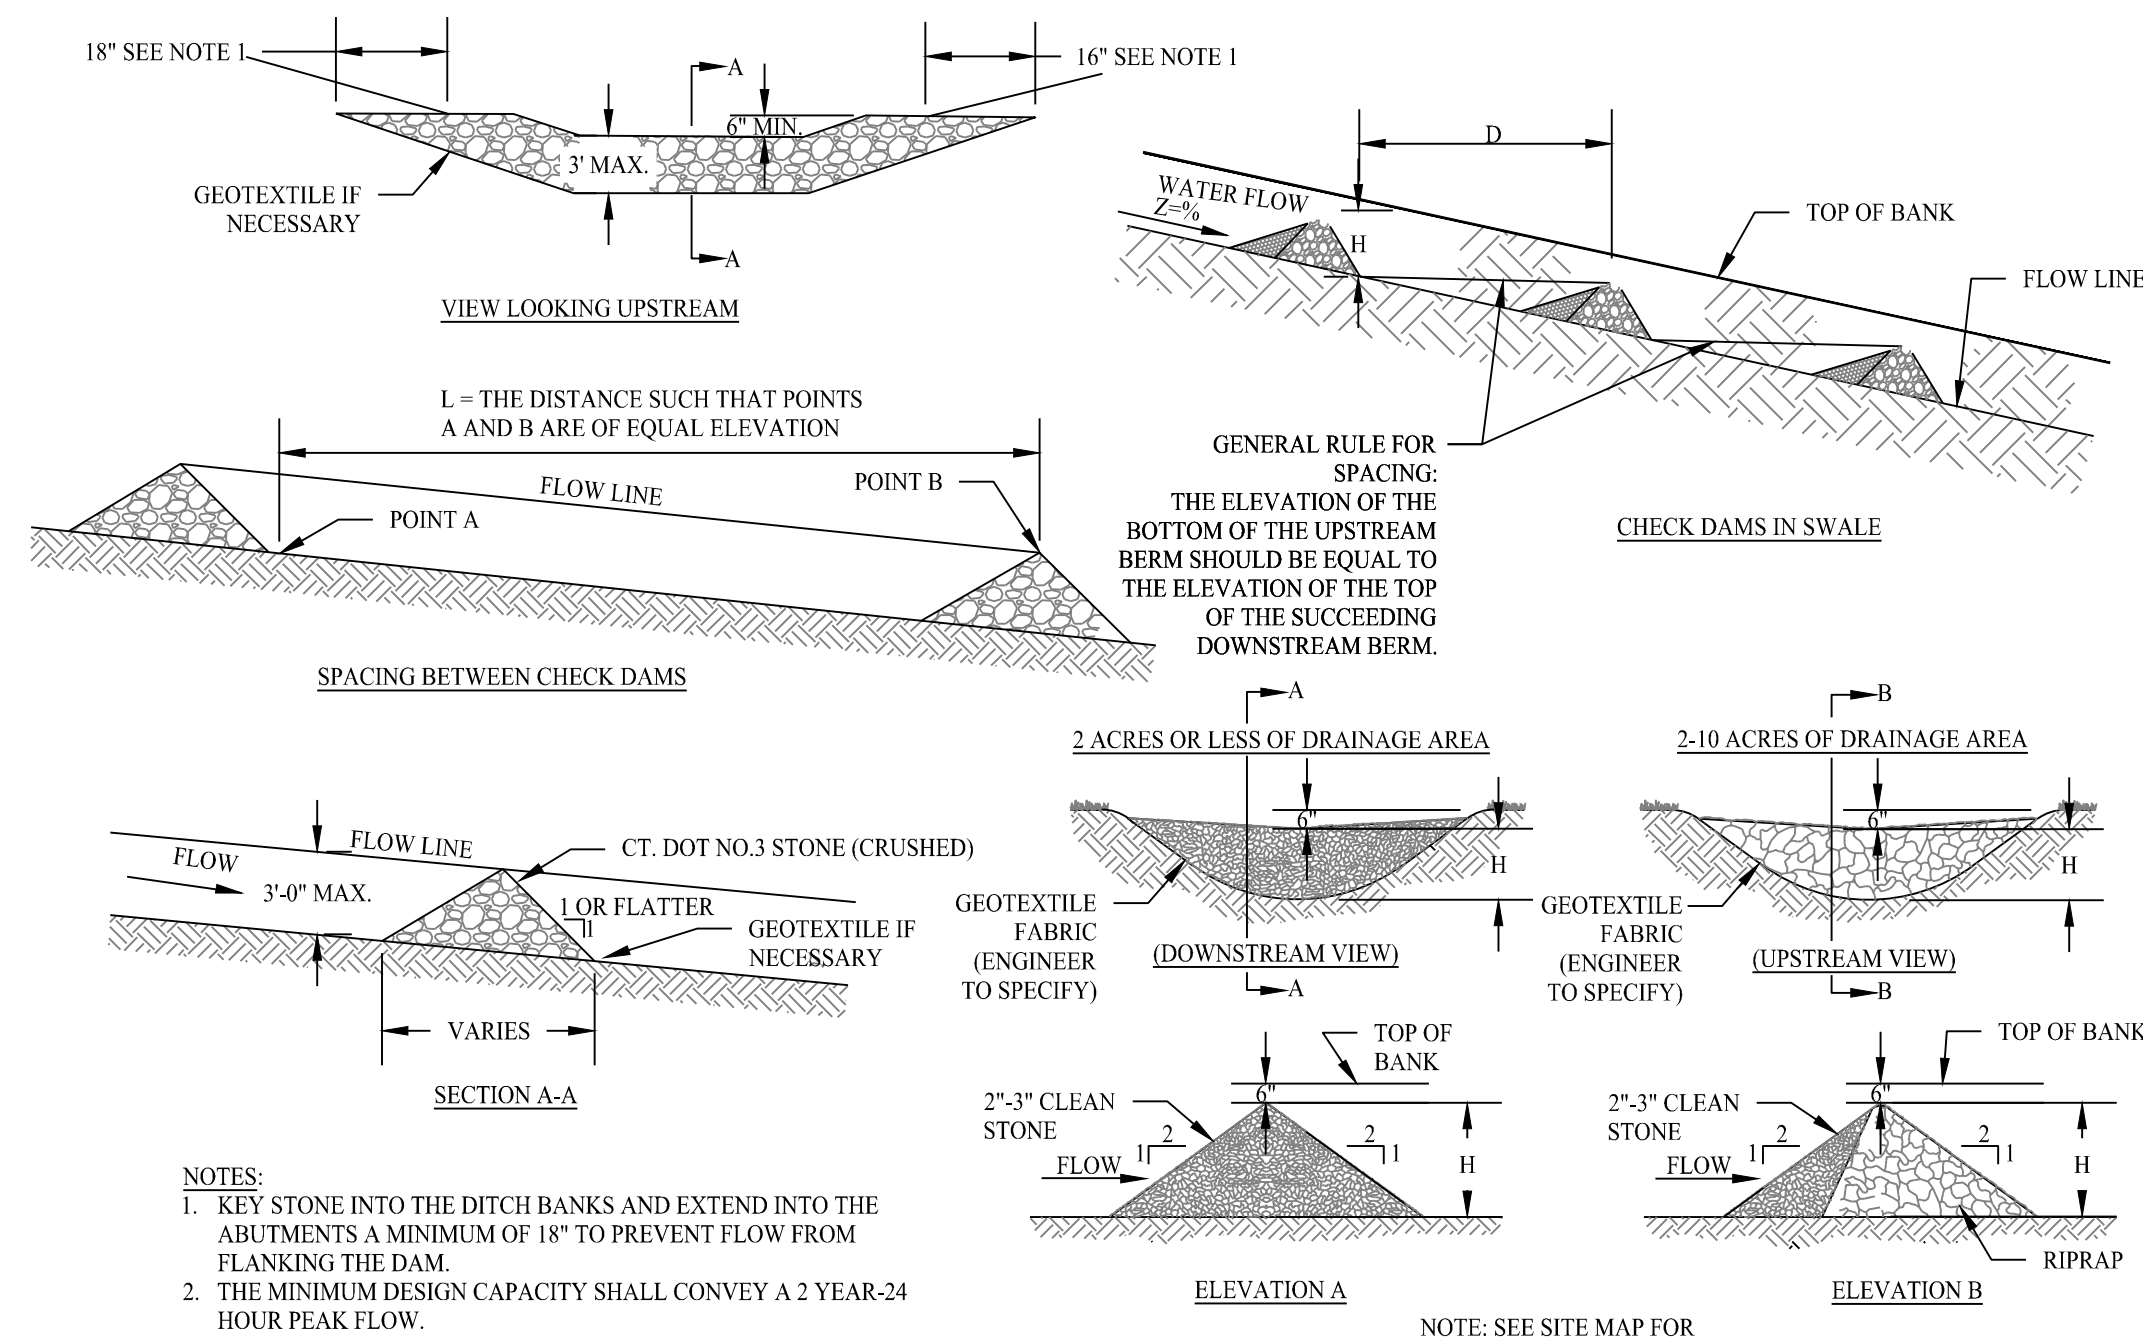 18" SEE NOTE 1
A
16" SEE NOTE 1
6" MIN.
3' MAX.
GEOTEXTILE IF
NECESSARY
A
VIEW LOOKING UPSTREAM
D
WATER FLOW
Z=%
H
TOP OF BANK
FLOW LINE
GENERAL RULE FOR
SPACING:
THE ELEVATION OF THE
BOTTOM OF THE UPSTREAM
BERM SHOULD BE EQUAL TO
THE ELEVATION OF THE TOP
OF THE SUCCEEDING
DOWNSTREAM BERM.
CHECK DAMS IN SWALE
L = THE DISTANCE SUCH THAT POINTS
A AND B ARE OF EQUAL ELEVATION
FLOW LINE
POINT B
POINT A
SPACING BETWEEN CHECK DAMS
FLOW LINE
FLOW
3'-0" MAX.
CT. DOT NO.3 STONE (CRUSHED)
1 OR FLATTER
1
GEOTEXTILE IF
NECESSARY
VARIES
SECTION A-A
A
2 ACRES OR LESS OF DRAINAGE AREA
6"
H
GEOTEXTILE
FABRIC
(ENGINEER
TO SPECIFY)
(DOWNSTREAM VIEW)
A
B
2-10 ACRES OF DRAINAGE AREA
6"
H
GEOTEXTILE
FABRIC
(ENGINEER
TO SPECIFY)
(UPSTREAM VIEW)
B
TOP OF
BANK
6"
2"-3" CLEAN
STONE
2
1
2
1
FLOW
H
ELEVATION A
TOP OF BANK
6"
2"-3" CLEAN
STONE
2
1
2
1
FLOW
H
RIPRAP
ELEVATION B
NOTES:
1. KEY STONE INTO THE DITCH BANKS AND EXTEND INTO THE
ABUTMENTS A MINIMUM OF 18" TO PREVENT FLOW FROM
FLANKING THE DAM.
2. THE MINIMUM DESIGN CAPACITY SHALL CONVEY A 2 YEAR-24
HOUR PEAK FLOW.
NOTE: SEE SITE MAP FOR